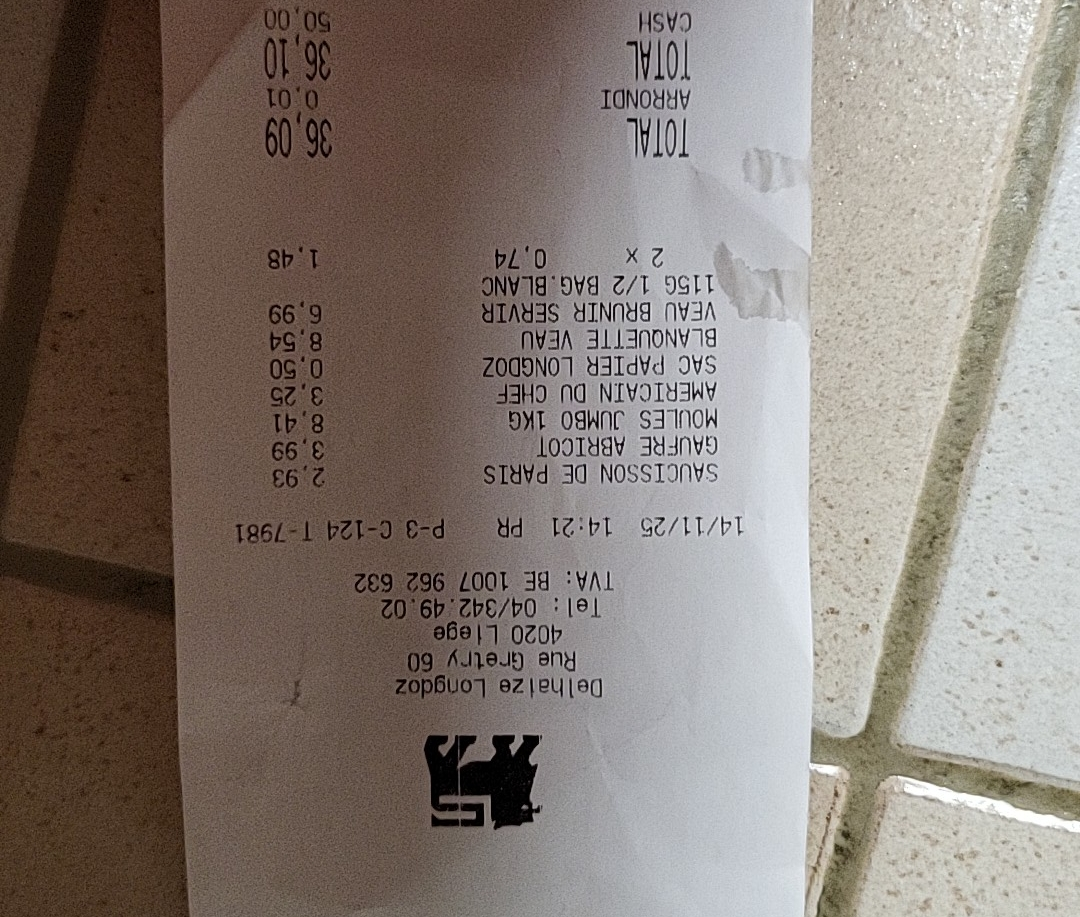 Delhaize Longdoz
Rue Gretry 60
4020 Liege
Tel: 04/342.49.02
TVA: BE 1007 962 632
14/11/25 14:21 PR P-3 C-124 T-7981
SAUCISSON DE PARIS 2,93
GAUFRE ABRICOT 3,99
MOULES JUMBO 1KG 8,41
AMERICAIN DU CHEF 3,25
SAC PAPIER LONGDOZ 0,50
BLANQUETTE VEAU 8,54
VEAU BRUNIR SERVIR 6,99
115G 1/2 BAG.BLANC
2 x 0,74 1,48
TOTAL 36,09
ARRONDI 0,01
TOTAL 36,10
CASH 50,00